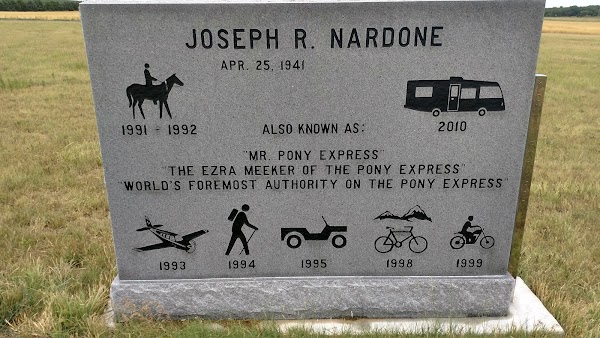 JOSEPH R. NARDONE
APR. 25, 1941
1991 - 1992
ALSO KNOWN AS:
2010
"MR. PONY EXPRESS"
"THE EZRA MEEKER OF THE PONY EXPRESS"
"WORLD'S FOREMOST AUTHORITY ON THE PONY EXPRESS"
1993 1994 1995 1998 1999